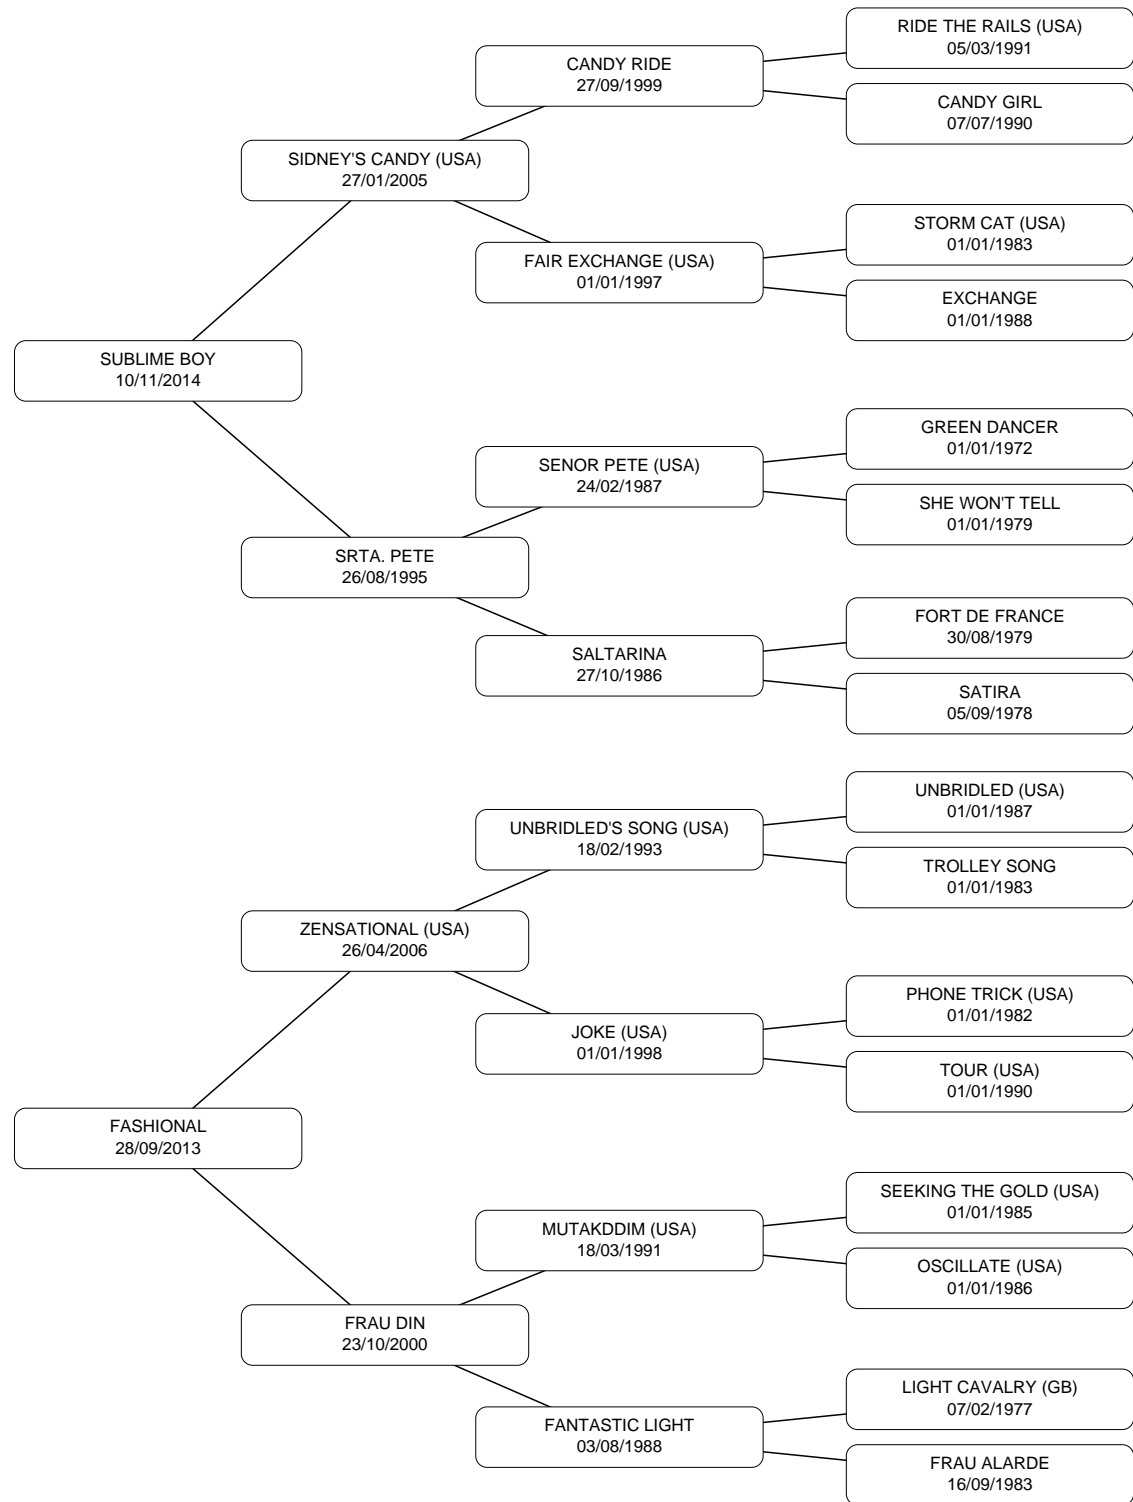 RIDE THE RAILS (USA)
05/03/1991
CANDY RIDE
27/09/1999
CANDY GIRL
07/07/1990
SIDNEY'S CANDY (USA)
27/01/2005
STORM CAT (USA)
01/01/1983
FAIR EXCHANGE (USA)
01/01/1997
EXCHANGE
01/01/1988
SUBLIME BOY
10/11/2014
GREEN DANCER
01/01/1972
SENOR PETE (USA)
24/02/1987
SHE WON'T TELL
01/01/1979
SRTA. PETE
26/08/1995
FORT DE FRANCE
30/08/1979
SALTARINA
27/10/1986
SATIRA
05/09/1978
UNBRIDLED (USA)
01/01/1987
UNBRIDLED'S SONG (USA)
18/02/1993
TROLLEY SONG
01/01/1983
ZENSATIONAL (USA)
26/04/2006
PHONE TRICK (USA)
01/01/1982
JOKE (USA)
01/01/1998
TOUR (USA)
01/01/1990
FASHIONAL
28/09/2013
SEEKING THE GOLD (USA)
01/01/1985
MUTAKDDIM (USA)
18/03/1991
OSCILLATE (USA)
01/01/1986
FRAU DIN
23/10/2000
LIGHT CAVALRY (GB)
07/02/1977
FANTASTIC LIGHT
03/08/1988
FRAU ALARDE
16/09/1983